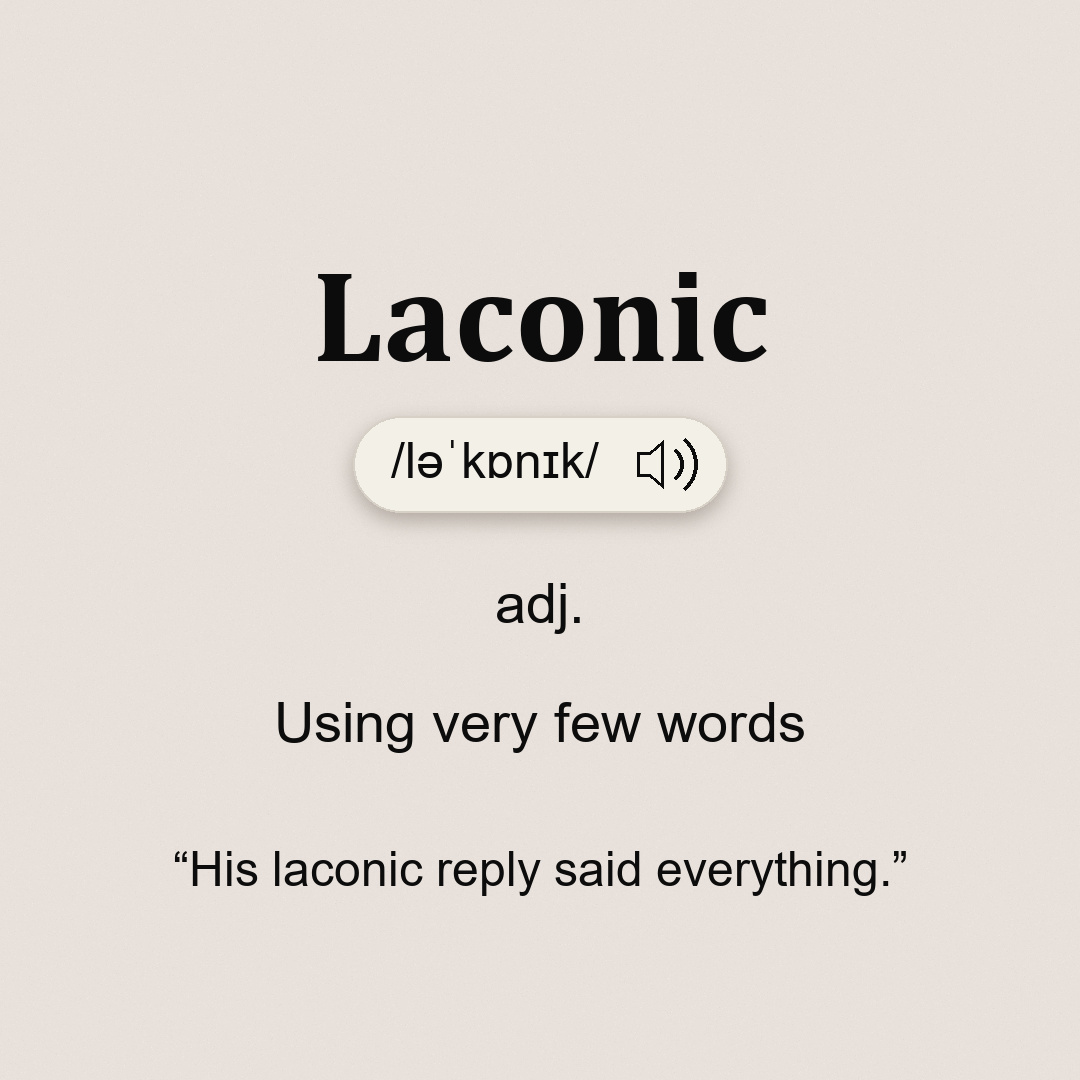 Laconic
/ləˈkɒnɪk/
adj.
Using very few words
“His laconic reply said everything.”